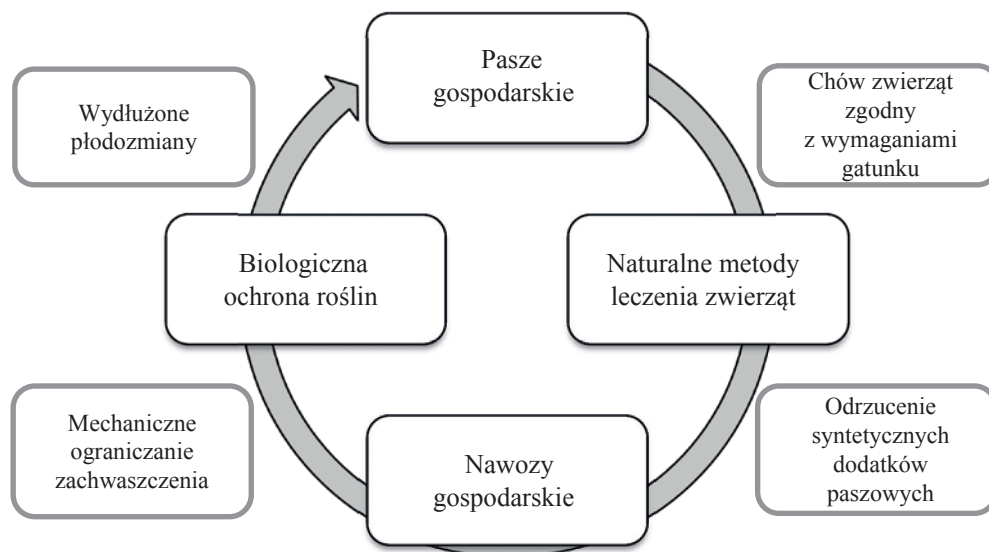 Pasze
gospodarskie
Wydłużone
płodozmiany
Chów zwierząt
zgodny
z wymaganiami
gatunku
Biologiczna
ochrona roślin
Naturalne metody
leczenia zwierząt
Mechaniczne
ograniczanie
zachwaszczenia
Nawozy
gospodarskie
Odrzucenie
syntetycznych
dodatków
paszowych